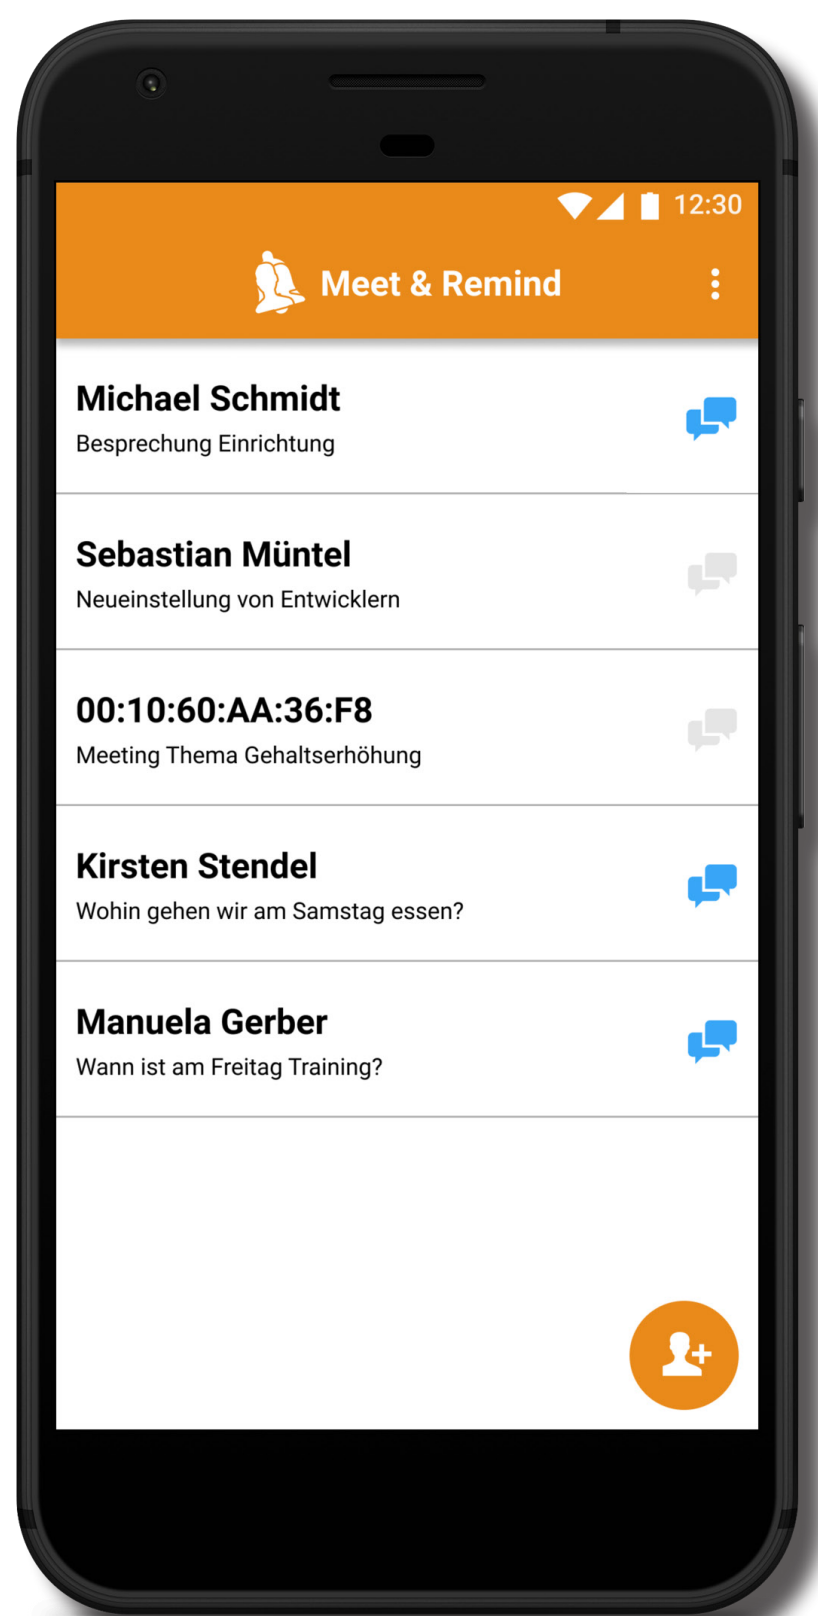 12:30
Meet & Remind
Michael Schmidt
Besprechung Einrichtung
Sebastian Müntel
Neueinstellung von Entwicklern
00:10:60:AA:36:F8
Meeting Thema Gehaltserhöhung
Kirsten Stendel
Wohin gehen wir am Samstag essen?
Manuela Gerber
Wann ist am Freitag Training?